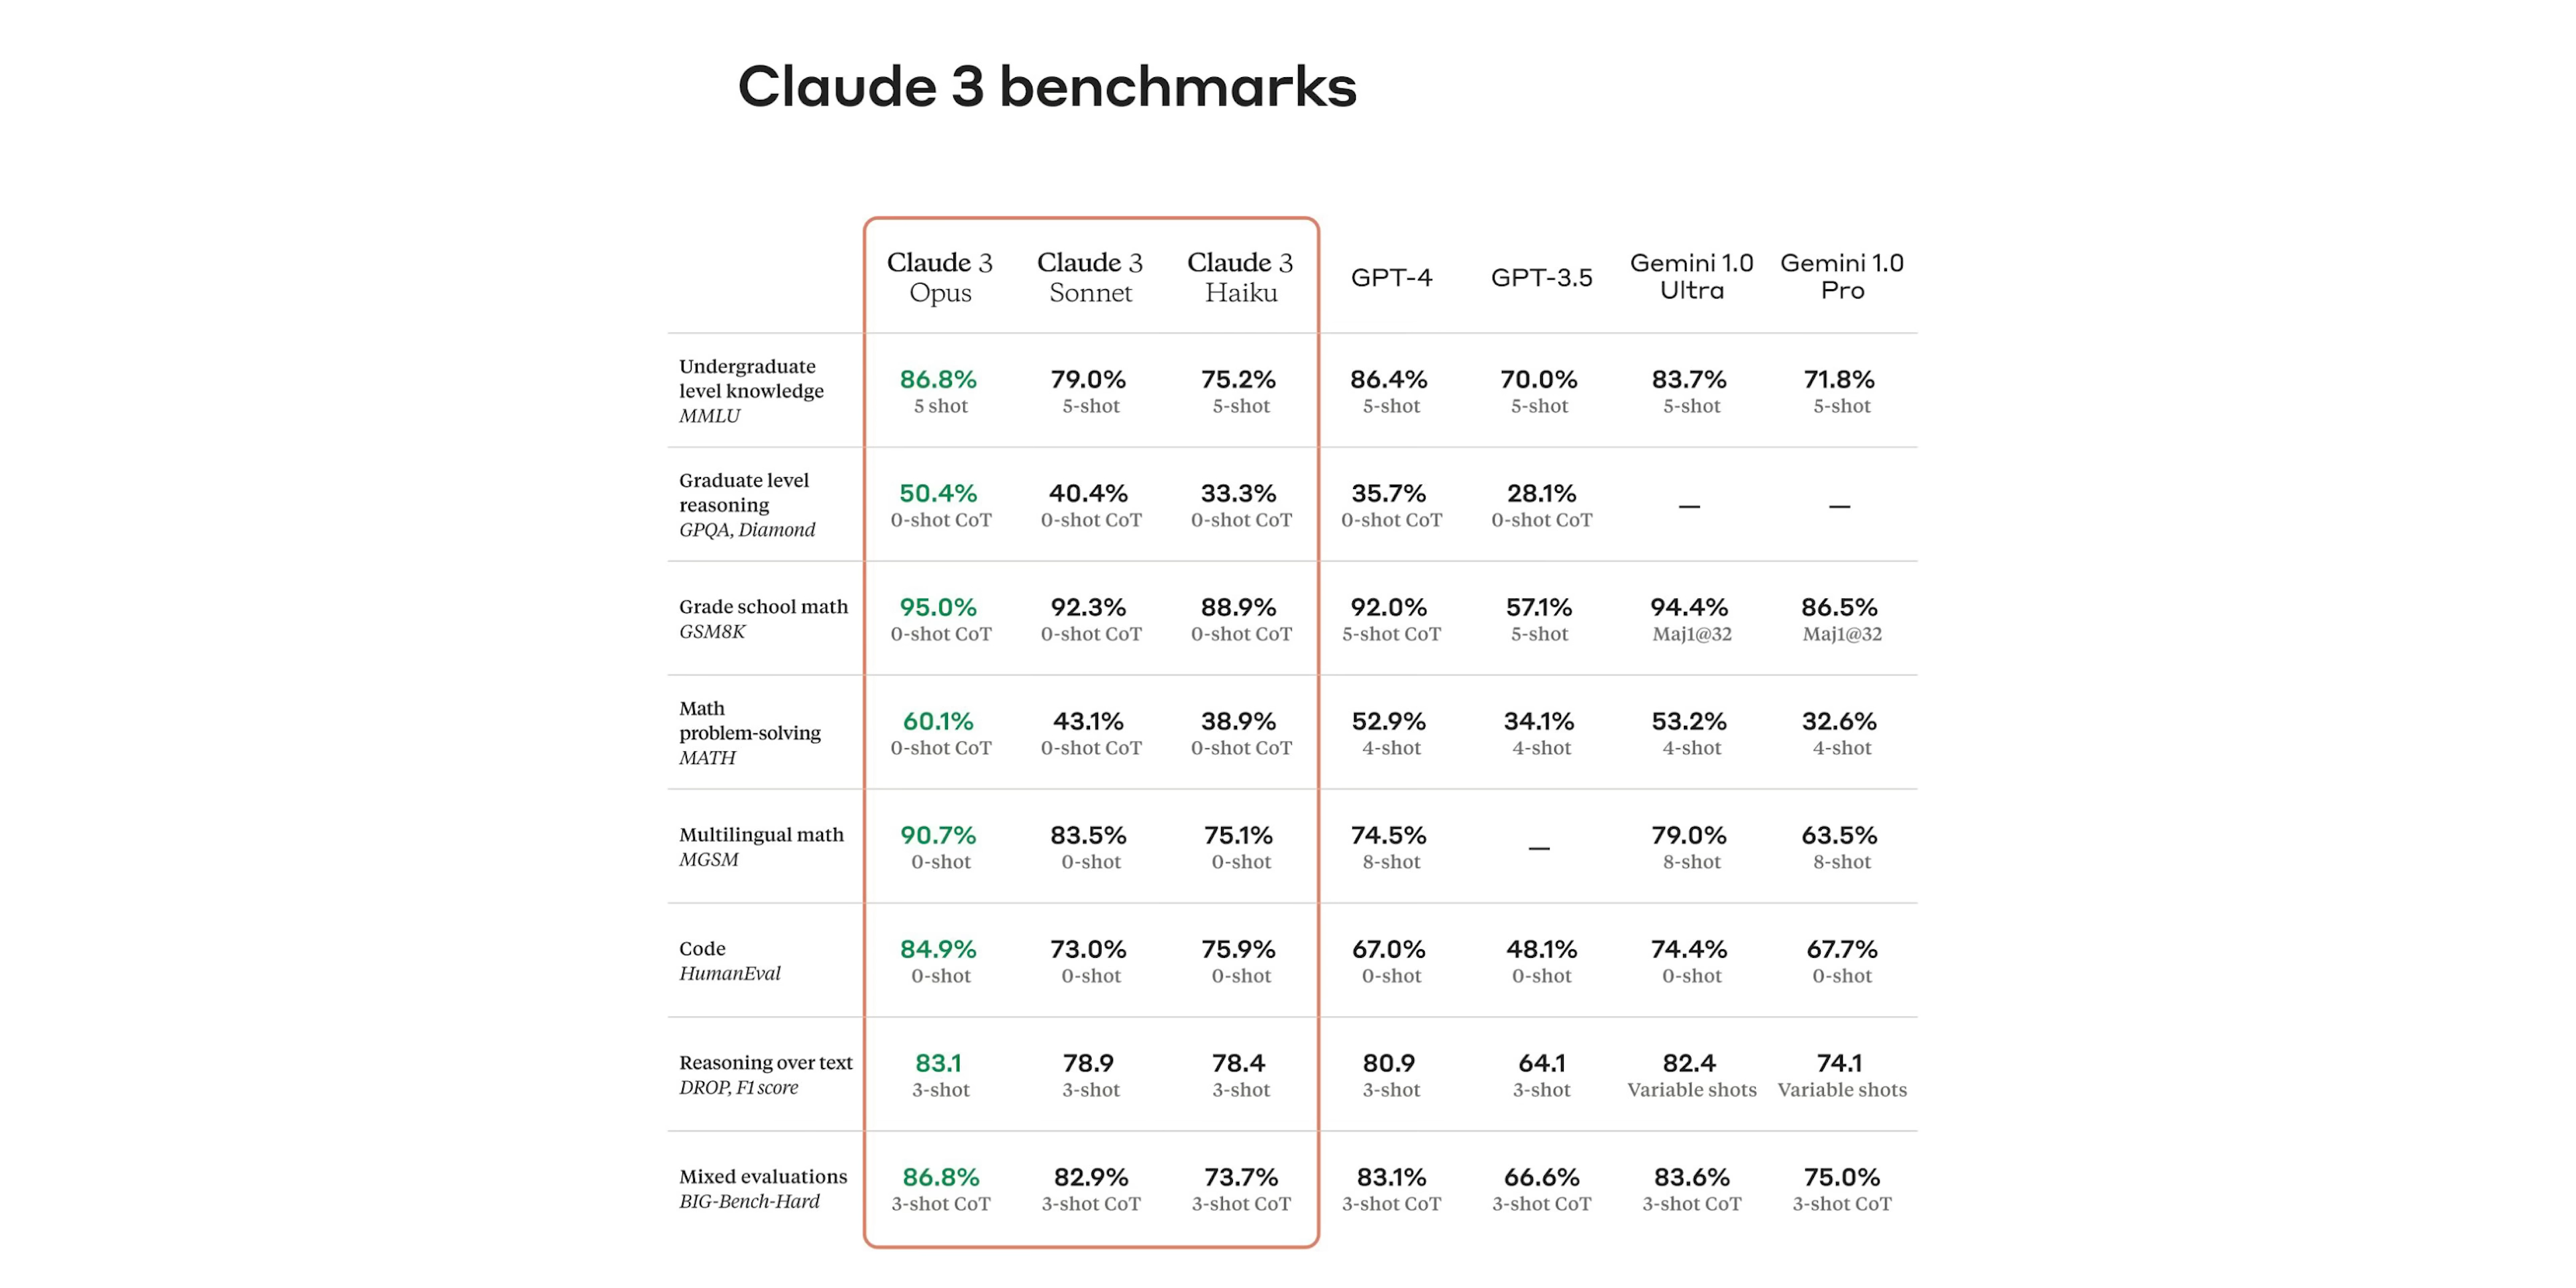 Claude 3 benchmarks
Claude 3 Opus Claude 3 Sonnet Claude 3 Haiku GPT-4 GPT-3.5 Gemini 1.0 Ultra Gemini 1.0 Pro
Undergraduate
level knowledge
MMLU
86.8% 79.0% 75.2% 86.4% 70.0% 83.7% 71.8%
5 shot 5-shot 5-shot 5-shot 5-shot 5-shot 5-shot
Graduate level
reasoning
GPQA, Diamond
50.4% 40.4% 33.3% 35.7% 28.1% — —
0-shot CoT 0-shot CoT 0-shot CoT 0-shot CoT 0-shot CoT
Grade school math
GSM8K
95.0% 92.3% 88.9% 92.0% 57.1% 94.4% 86.5%
0-shot CoT 0-shot CoT 0-shot CoT 5-shot CoT 5-shot Maj1@32 Maj1@32
Math
problem-solving
MATH
60.1% 43.1% 38.9% 52.9% 34.1% 53.2% 32.6%
0-shot CoT 0-shot CoT 0-shot CoT 4-shot 4-shot 4-shot 4-shot
Multilingual math
MGSM
90.7% 83.5% 75.1% 74.5% — 79.0% 63.5%
0-shot 0-shot 0-shot 8-shot 8-shot 8-shot
Code
HumanEval
84.9% 73.0% 75.9% 67.0% 48.1% 74.4% 67.7%
0-shot 0-shot 0-shot 0-shot 0-shot 0-shot 0-shot
Reasoning over text
DROP, F1 score
83.1 78.9 78.4 80.9 64.1 82.4 74.1
3-shot 3-shot 3-shot 3-shot 3-shot Variable shots Variable shots
Mixed evaluations
BIG-Bench-Hard
86.8% 82.9% 73.7% 83.1% 66.6% 83.6% 75.0%
3-shot CoT 3-shot CoT 3-shot CoT 3-shot CoT 3-shot CoT 3-shot CoT 3-shot CoT